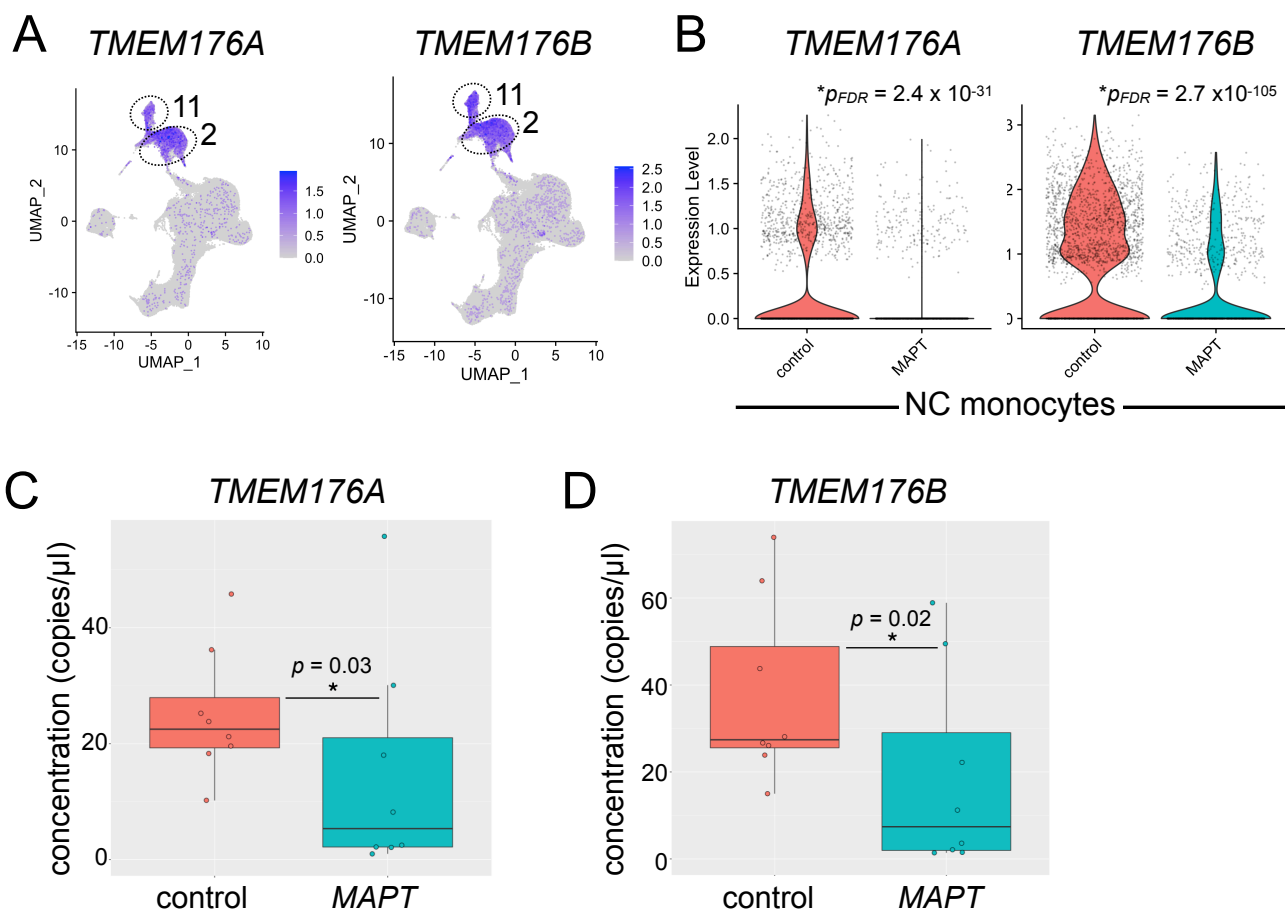 A
TMEM176A
TMEM176B
11
2
10
0
-10
UMAP_2
-15 -10 -5 0 5 10
UMAP_1
1.5
1.0
0.5
0.0
11
2
10
0
-10
UMAP_2
-15 -10 -5 0 5 10
UMAP_1
2.5
2.0
1.5
1.0
0.5
0.0
B
TMEM176A
TMEM176B
*pFDR = 2.4 x 10-31
*pFDR = 2.7 x10-105
Expression Level
2.0
1.5
1.0
0.5
0.0
control
MAPT
3
2
1
0
control
MAPT
NC monocytes
C
TMEM176A
concentration (copies/µl)
40
20
0
p = 0.03
*
control
MAPT
D
TMEM176B
concentration (copies/µl)
60
40
20
0
p = 0.02
*
control
MAPT